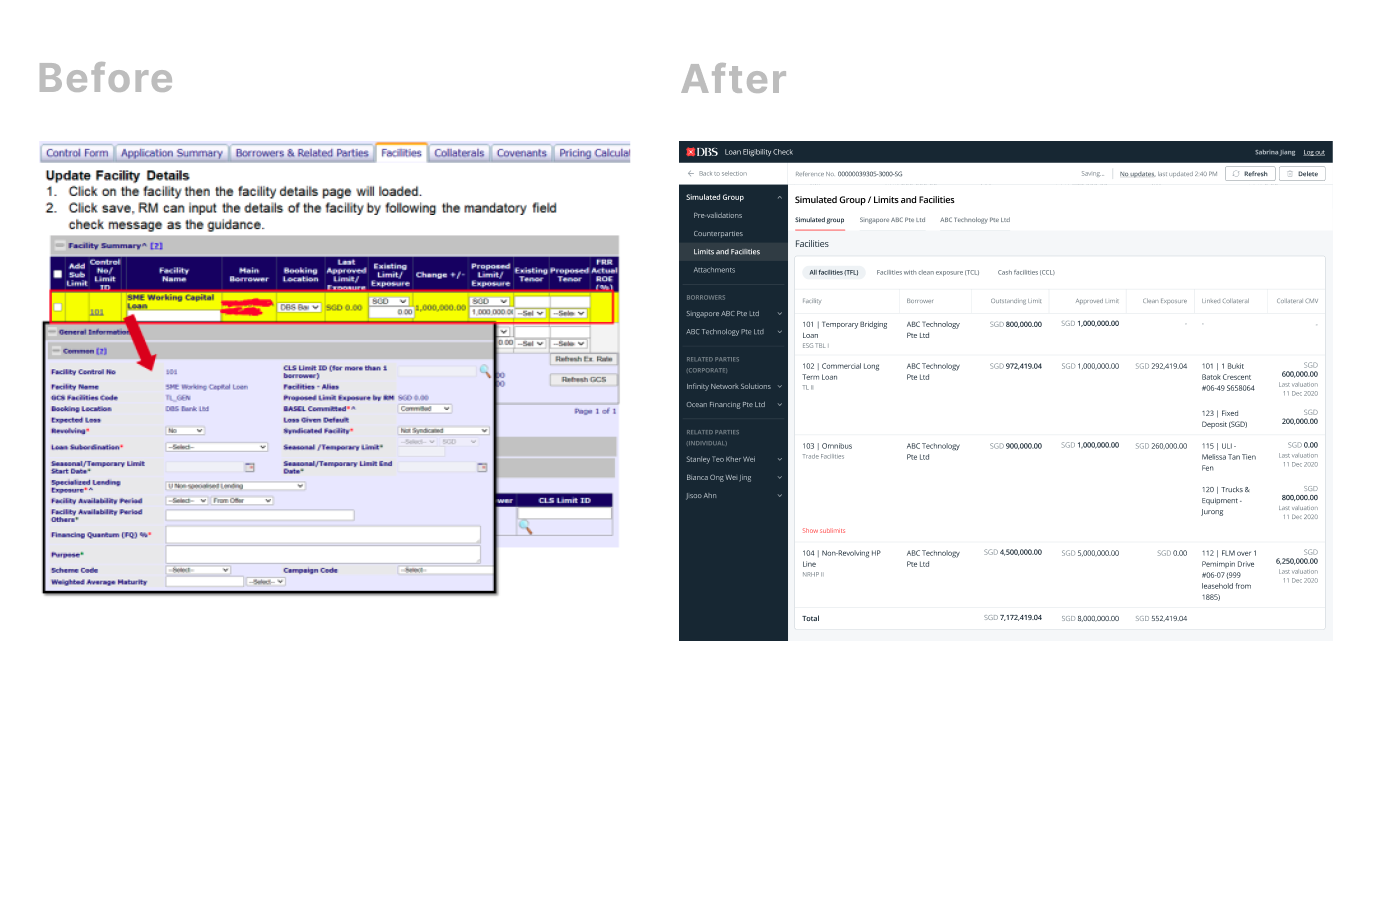 Before
After
Control Form
Application Summary
Borrowers & Related Parties
Facilities
Collaterals
Covenants
Pricing Calcula
Update Facility Details
1. Click on the facility then the facility details page will loaded.
2. Click save, RM can input the details of the facility by following the mandatory field
check message as the guidance.
Facility Summary^ [?]
Add Sub Limit
Control No/ Limit ID
Facility Name
Main Borrower
Booking Location
Last Approved Limit/ Exposure
Existing Limit/ Exposure
Change +/-
Proposed Limit/ Exposure
Existing Tenor
Proposed Tenor
FRR Actual ROE (%)
101
SME Working Capital Loan
DBS Bai
SGD 0.00
SGD
0.00
1,000,000.00
SGD
1,000,000.00
--Sel
--Sele
0.00
--Sel
--Sele
Refresh Ex. Rate
Refresh GCS
Page 1 of 1
CLS Limit ID
General Information
Common [?]
Facility Control No 101
CLS Limit ID (for more than 1 borrower)
Facility Name SME Working Capital Loan
Facilities - Alias
GCS Facilities Code TL_GEN
Proposed Limit Exposure by RM SGD 0.00
Booking Location DBS Bank Ltd
BASEL Committed*^ Committed
Expected Loss
Loss Given Default
Revolving* No
Syndicated Facility* Not Syndicated
Loan Subordination* --Select--
Seasonal /Temporary Limit* --Select-- SGD
Seasonal/Temporary Limit Start Date*
Seasonal/Temporary Limit End Date*
Specialized Lending Exposure*^ U Non-specialised Lending
Facility Availability Period --Select-- From Offer
Facility Availability Period Others*
Financing Quantum (FQ) %*
Purpose*
Scheme Code --Select--
Campaign Code --Select--
Weighted Average Maturity --Select--
DBS Loan Eligibility Check
Sabrina Jiang Log out
Back to selection
Reference No. 00000039305-3000-SG
Saving...
No updates, last updated 2:40 PM
Refresh
Delete
Simulated Group
Pre-validations
Counterparties
Limits and Facilities
Attachments
BORROWERS
Singapore ABC Pte Ltd
ABC Technology Pte Ltd
RELATED PARTIES
(CORPORATE)
Infinity Network Solutions
Ocean Financing Pte Ltd
RELATED PARTIES
(INDIVIDUAL)
Stanley Teo Kher Wei
Bianca Ong Wei Jing
Jisoo Ahn
Simulated Group / Limits and Facilities
Simulated group
Singapore ABC Pte Ltd
ABC Technology Pte Ltd
Facilities
All facilities (TFL)
Facilities with clean exposure (TCL)
Cash facilities (CCL)
Facility
Borrower
Outstanding Limit
Approved Limit
Clean Exposure
Linked Collateral
Collateral CMV
101 | Temporary Bridging
Loan
ESG TBL I
ABC Technology
Pte Ltd
SGD 800,000.00
SGD 1,000,000.00
-
-
-
102 | Commercial Long
Term Loan
TL II
ABC Technology
Pte Ltd
SGD 972,419.04
SGD 1,000,000.00
SGD 292,419.04
101 | 1 Bukit
Batok Crescent
#06-49 S658064
SGD
600,000.00
Last valuation
11 Dec 2020
123 | Fixed
Deposit (SGD)
SGD
200,000.00
103 | Omnibus
Trade Facilities
ABC Technology
Pte Ltd
SGD 900,000.00
SGD 1,000,000.00
SGD 260,000.00
115 | ULI -
Melissa Tan Tien
Fen
SGD 0.00
Last valuation
11 Dec 2020
120 | Trucks &
Equipment -
Jurong
SGD
800,000.00
Last valuation
11 Dec 2020
Show sublimits
104 | Non-Revolving HP
Line
NRHP II
ABC Technology
Pte Ltd
SGD 4,500,000.00
SGD 5,000,000.00
SGD 0.00
112 | FLM over 1
Pemimpin Drive
#06-07 (999
leasehold from
1885)
SGD
6,250,000.00
Last valuation
11 Dec 2020
Total
SGD 7,172,419.04
SGD 8,000,000.00
SGD 552,419.04